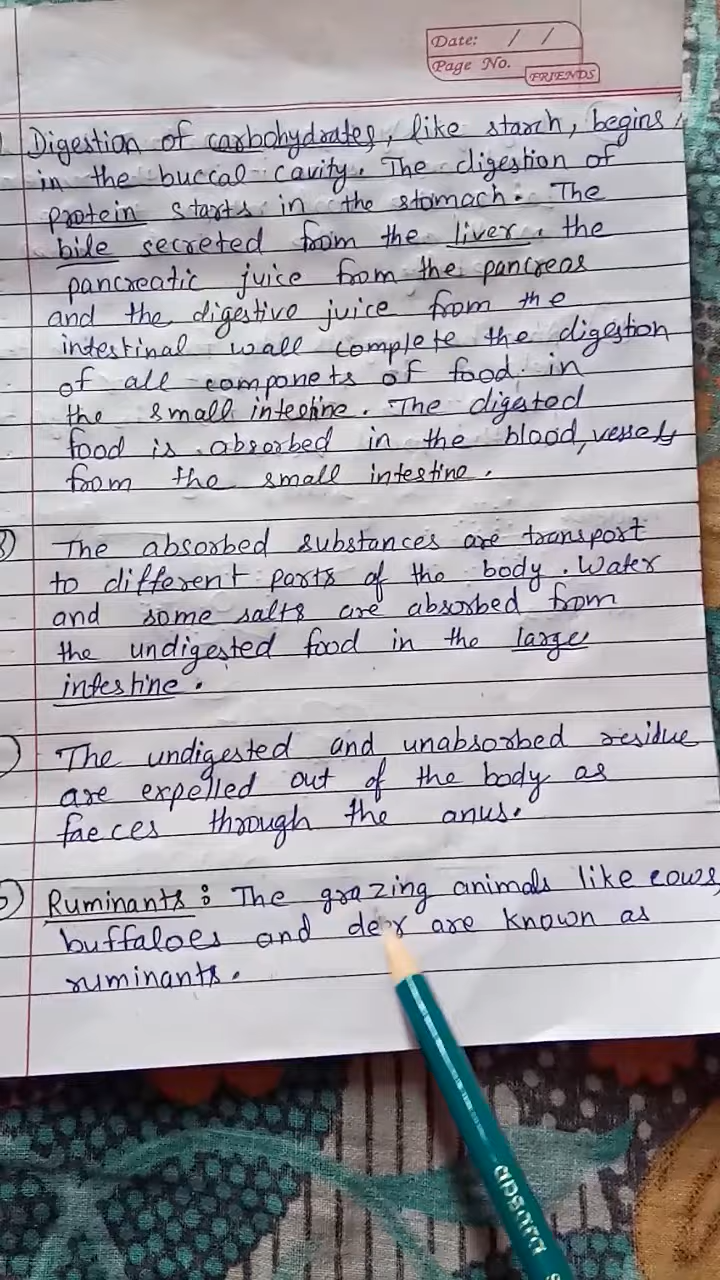 Date: / /
Page No.
FRIENDS
Digestion of carbohydrates, like starch, begins
in the buccal cavity. The digestion of
protein starts in the stomach. The
bile secreted from the liver, the
pancreatic juice from the pancreas
and the digestive juice from the
intestinal wall complete the digestion
of all componets of food in
the small intestine. The digested
food is absorbed in the blood vessels
from the small intestine.
The absorbed substances are transport
to different parts of the body. Water
and some salts are absorbed from
the undigested food in the large
intestine.
The undigested and unabsorbed residue
are expelled out of the body as
faeces through the anus.
Ruminants : The grazing animals like cows,
buffaloes and deer are known as
ruminants.
apsara